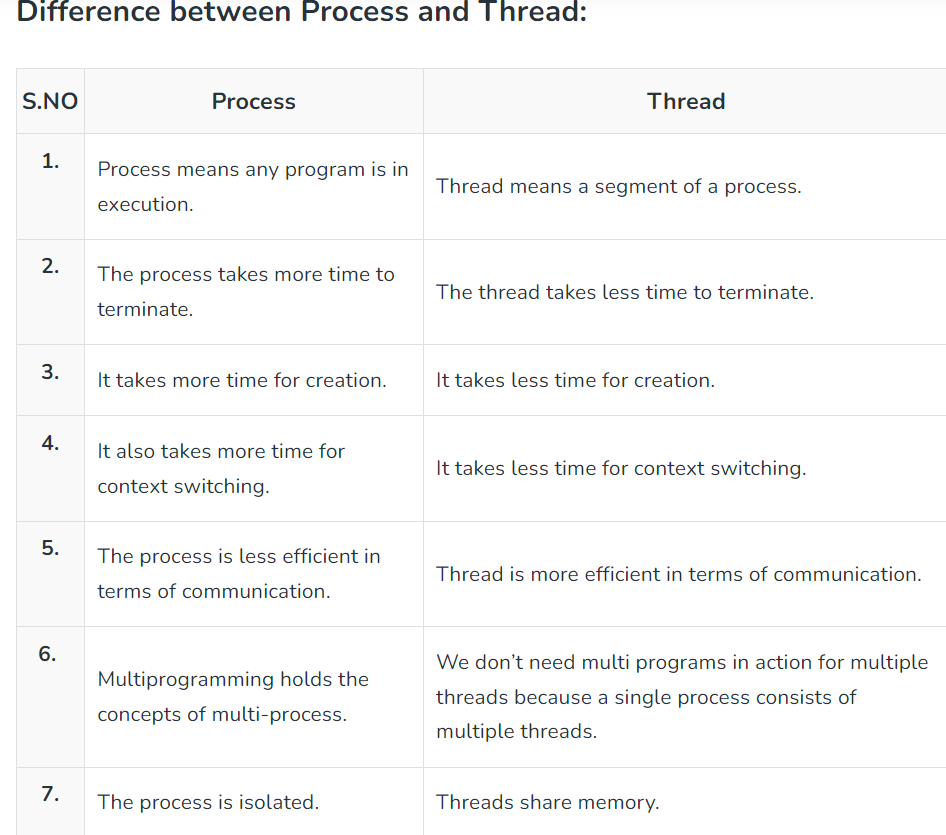 Difference between Process and Thread:
S.NO Process Thread
1. Process means any program is in
execution.
Thread means a segment of a process.
2. The process takes more time to
terminate.
The thread takes less time to terminate.
3. It takes more time for creation. It takes less time for creation.
4. It also takes more time for
context switching.
It takes less time for context switching.
5. The process is less efficient in
terms of communication.
Thread is more efficient in terms of communication.
6. Multiprogramming holds the
concepts of multi-process.
We don’t need multi programs in action for multiple
threads because a single process consists of
multiple threads.
7. The process is isolated. Threads share memory.